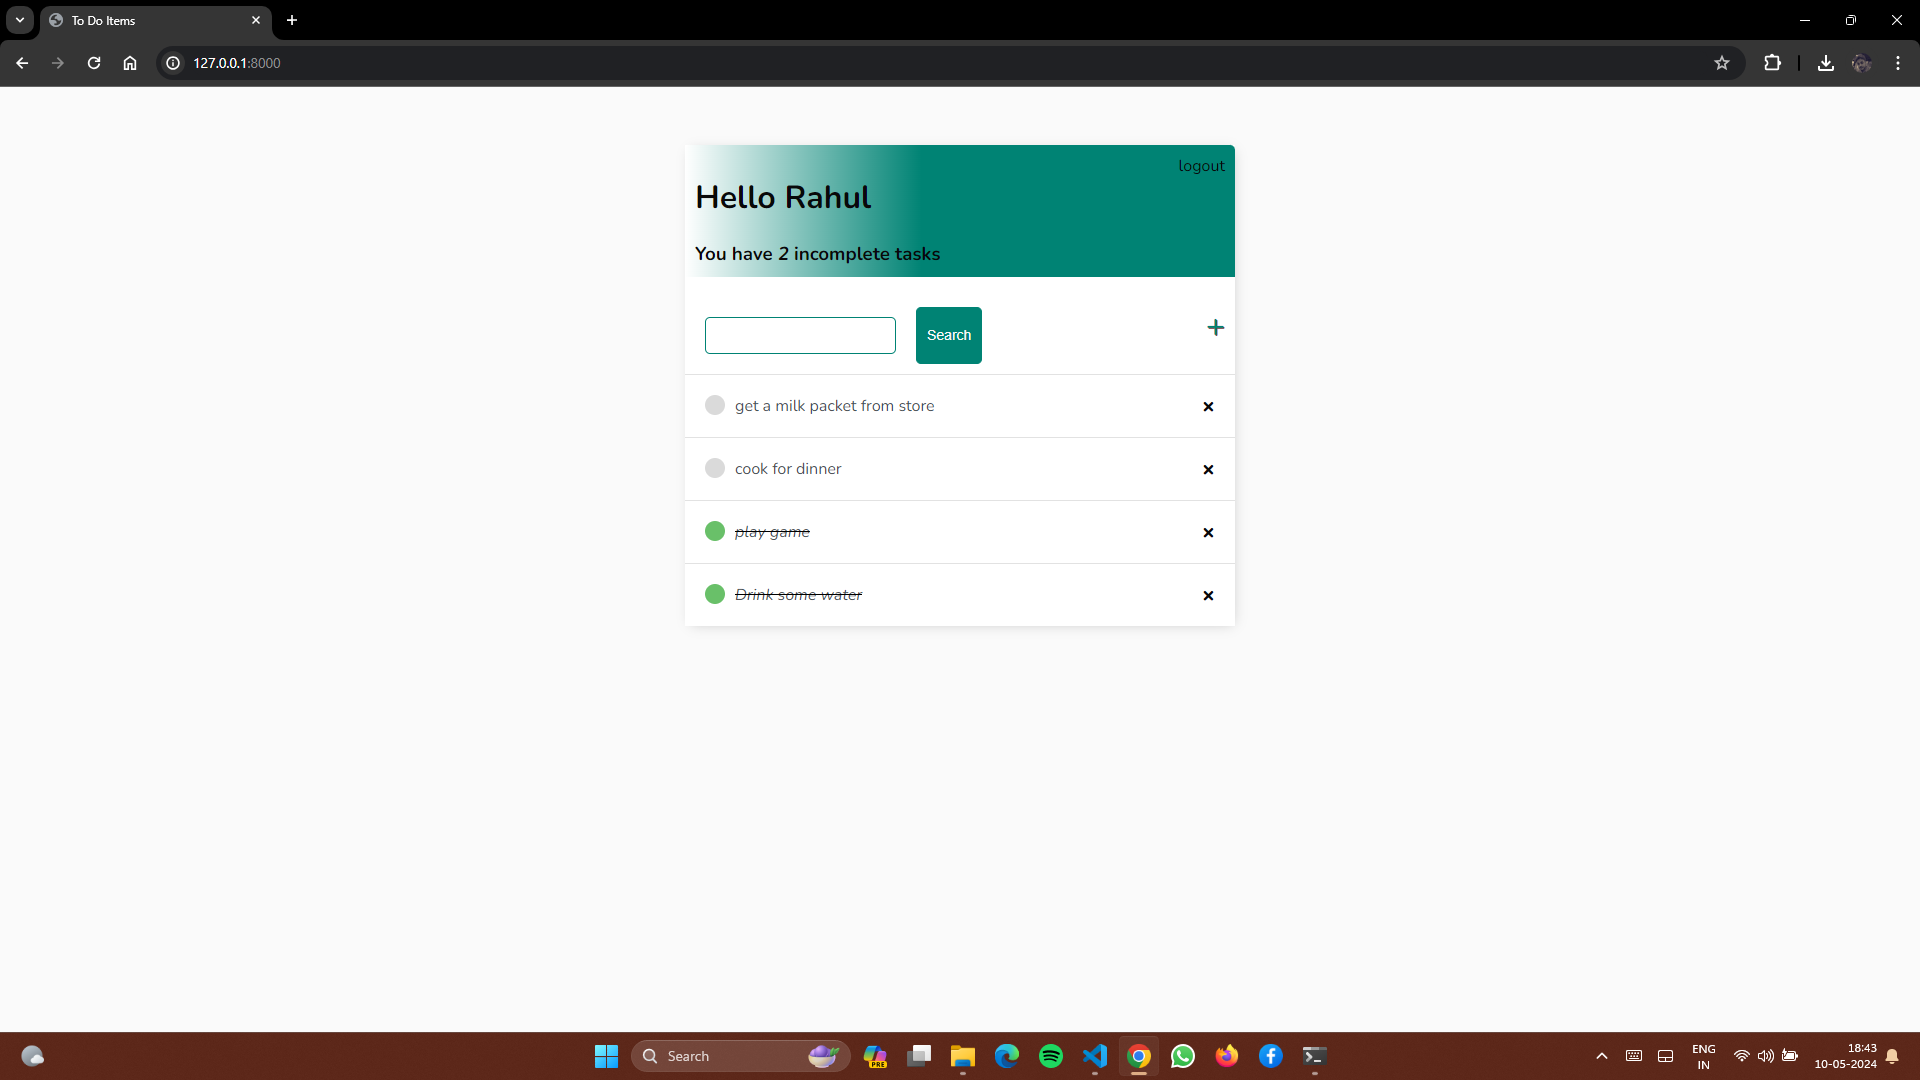 To Do Items
127.0.0.1:8000
logout
Hello Rahul
You have 2 incomplete tasks
Search
get a milk packet from store
cook for dinner
play game
Drink some water
Search
PRE
ENG
IN
18:43
10-05-2024